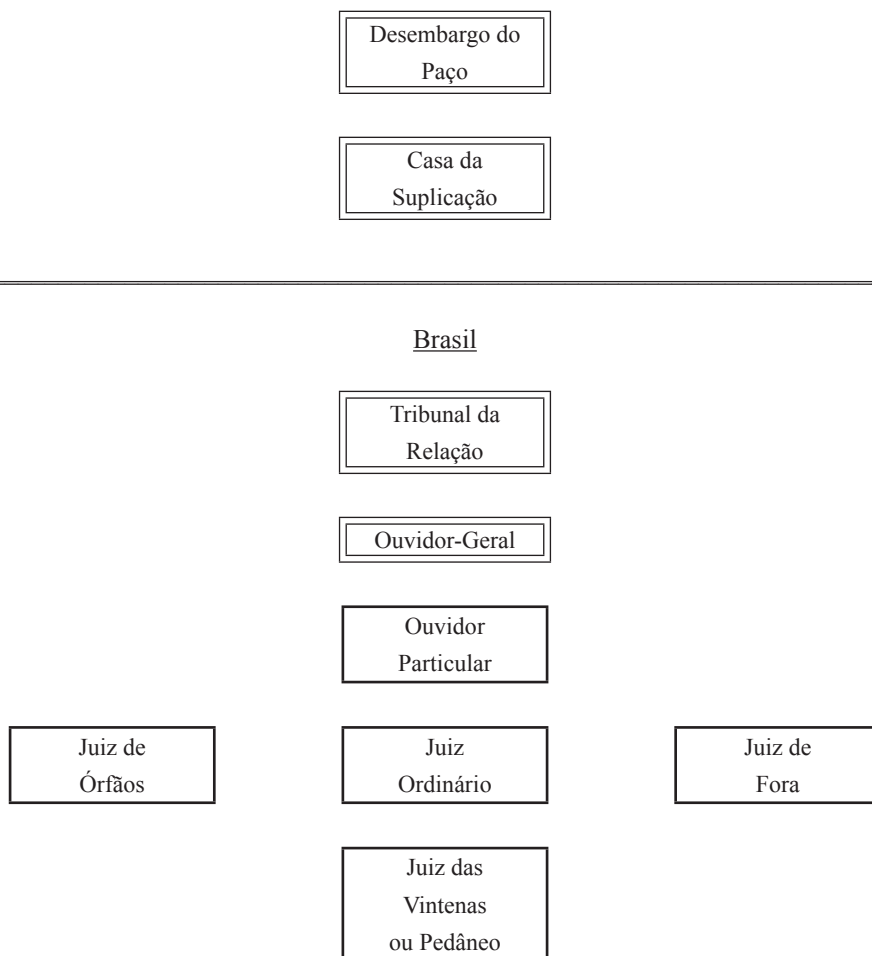 Desembargo do
Paço
Casa da
Suplicação
Brasil
Tribunal da
Relação
Ouvidor-Geral
Ouvidor
Particular
Juiz de
Órfãos
Juiz
Ordinário
Juiz de
Fora
Juiz das
Vintenas
ou Pedâneo